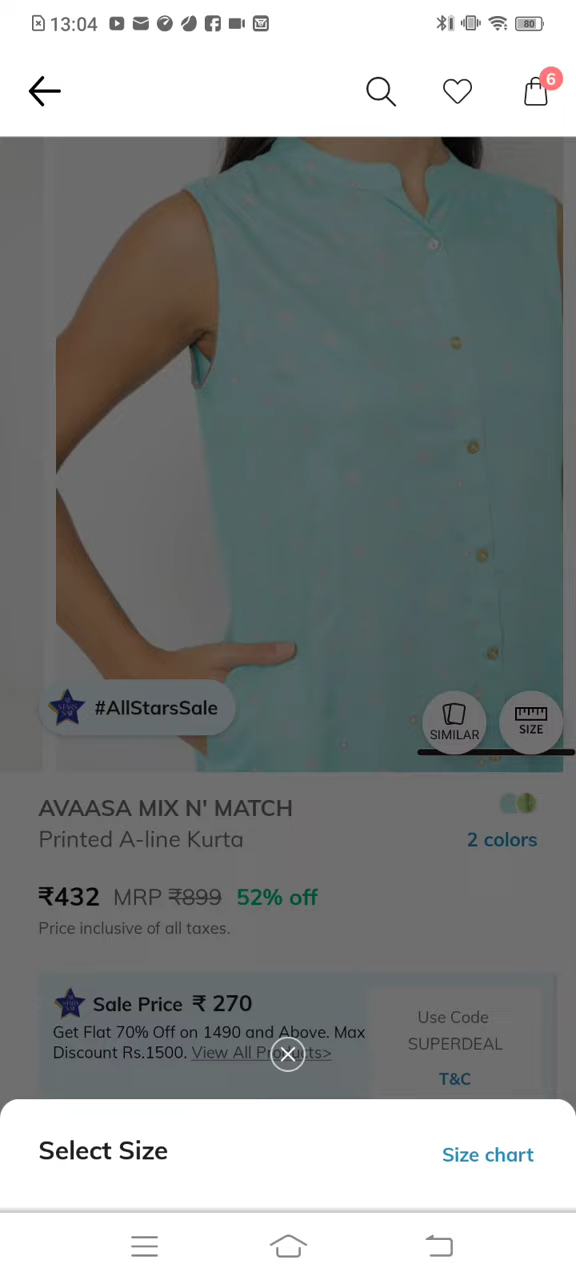 13:04
80
6
#AllStarsSale
SIMILAR
SIZE
AVAASA MIX N' MATCH
Printed A-line Kurta
2 colors
₹432 MRP ₹899 52% off
Price inclusive of all taxes.
Sale Price ₹ 270
Get Flat 70% Off on 1490 and Above. Max
Discount Rs.1500. View All Products>
Use Code
SUPERDEAL
T&C
Select Size
Size chart